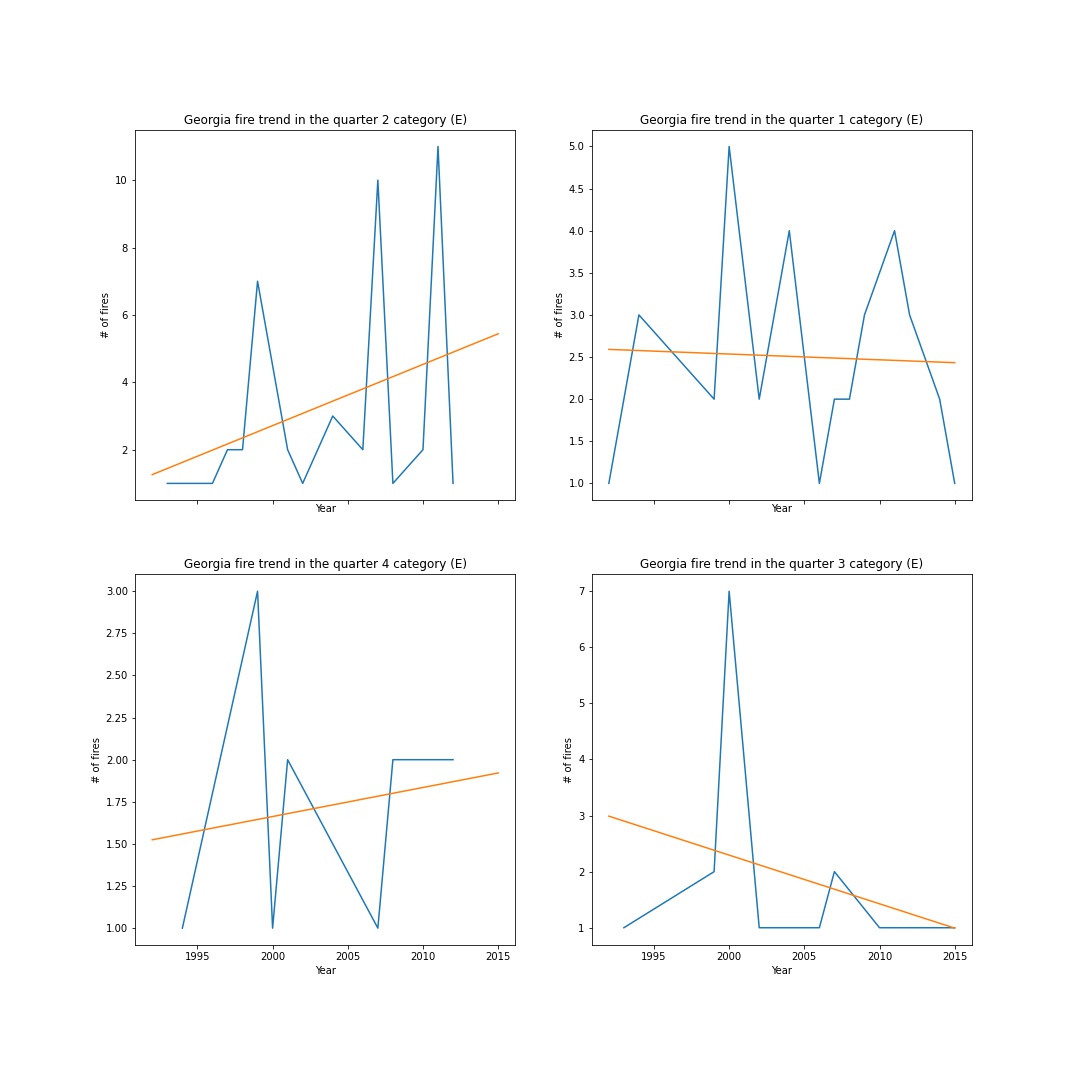 Georgia fire trend in the quarter 2 category (E)
10
8
6
4
2
# of fires
Year
Georgia fire trend in the quarter 1 category (E)
5.0
4.5
4.0
3.5
3.0
2.5
2.0
1.5
1.0
# of fires
Year
Georgia fire trend in the quarter 4 category (E)
3.00
2.75
2.50
2.25
2.00
1.75
1.50
1.25
1.00
# of fires
1995 2000 2005 2010 2015
Year
Georgia fire trend in the quarter 3 category (E)
7
6
5
4
3
2
1
# of fires
1995 2000 2005 2010 2015
Year